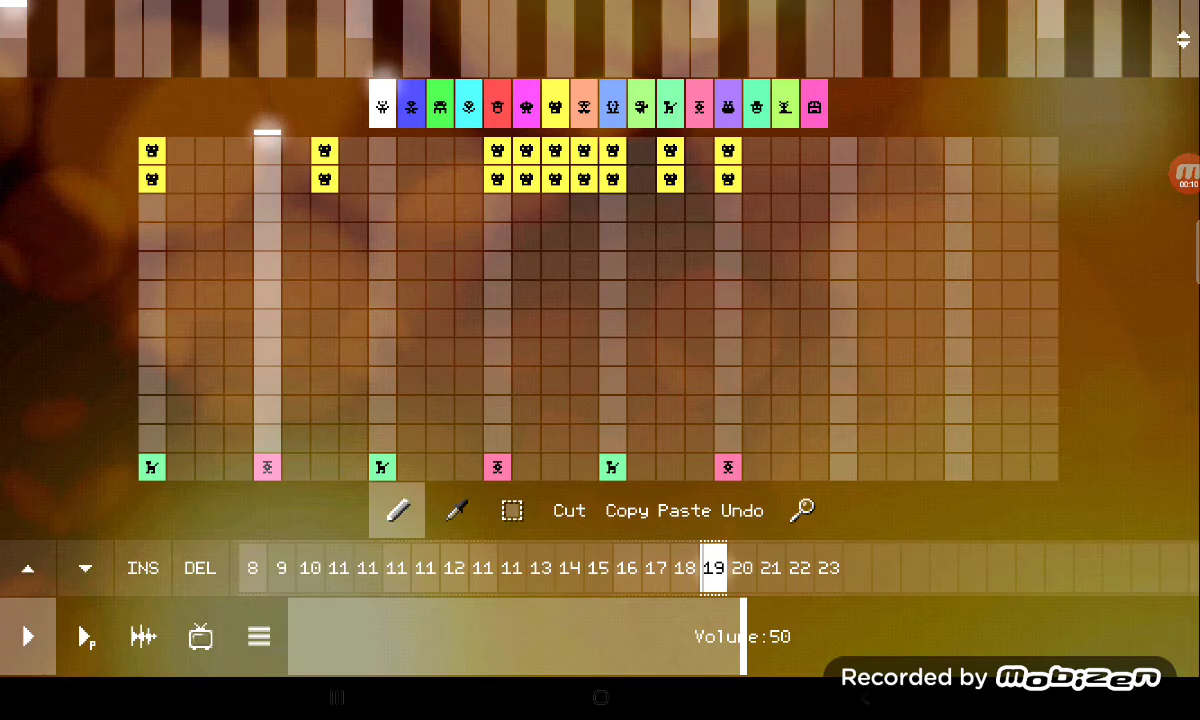 00:10
Cut Copy Paste Undo
INS DEL 8 9 10 11 11 11 11 12 11 11 13 14 15 16 17 18 19 20 21 22 23
P Volume:50
Recorded by mobizen